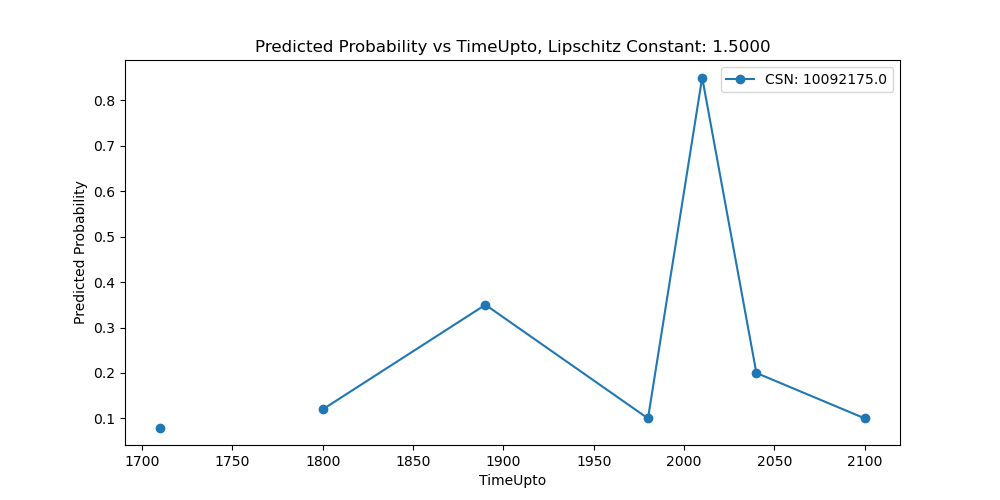 Predicted Probability vs TimeUpto, Lipschitz Constant: 1.5000
CSN: 10092175.0
Predicted Probability
0.8
0.7
0.6
0.5
0.4
0.3
0.2
0.1
1700 1750 1800 1850 1900 1950 2000 2050 2100
TimeUpto